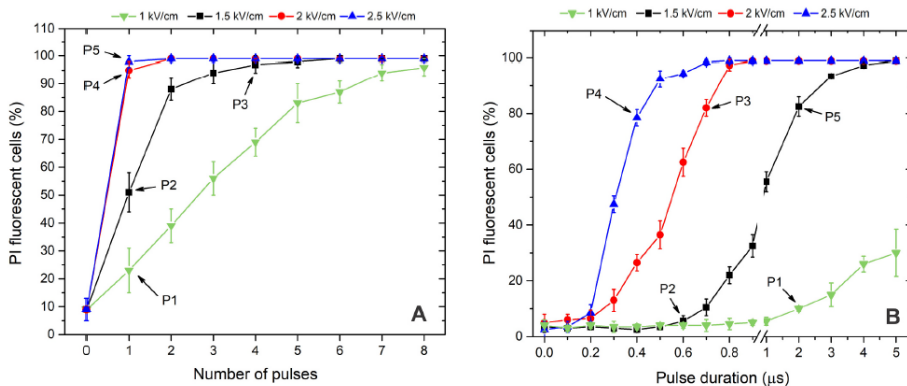 1 kV/cm 1.5 kV/cm 2 kV/cm 2.5 kV/cm
110
100
90
80
70
60
50
40
30
20
10
0
PI fluorescent cells (%)
P5
P4
P3
P2
P1
A
0 1 2 3 4 5 6 7 8
Number of pulses
1 kV/cm 1.5 kV/cm 2 kV/cm 2.5 kV/cm
100
80
60
40
20
0
PI fluorescent cells (%)
P4
P3
P5
P2
P1
B
0.0 0.2 0.4 0.6 0.8 1 2 3 4 5
Pulse duration (μs)